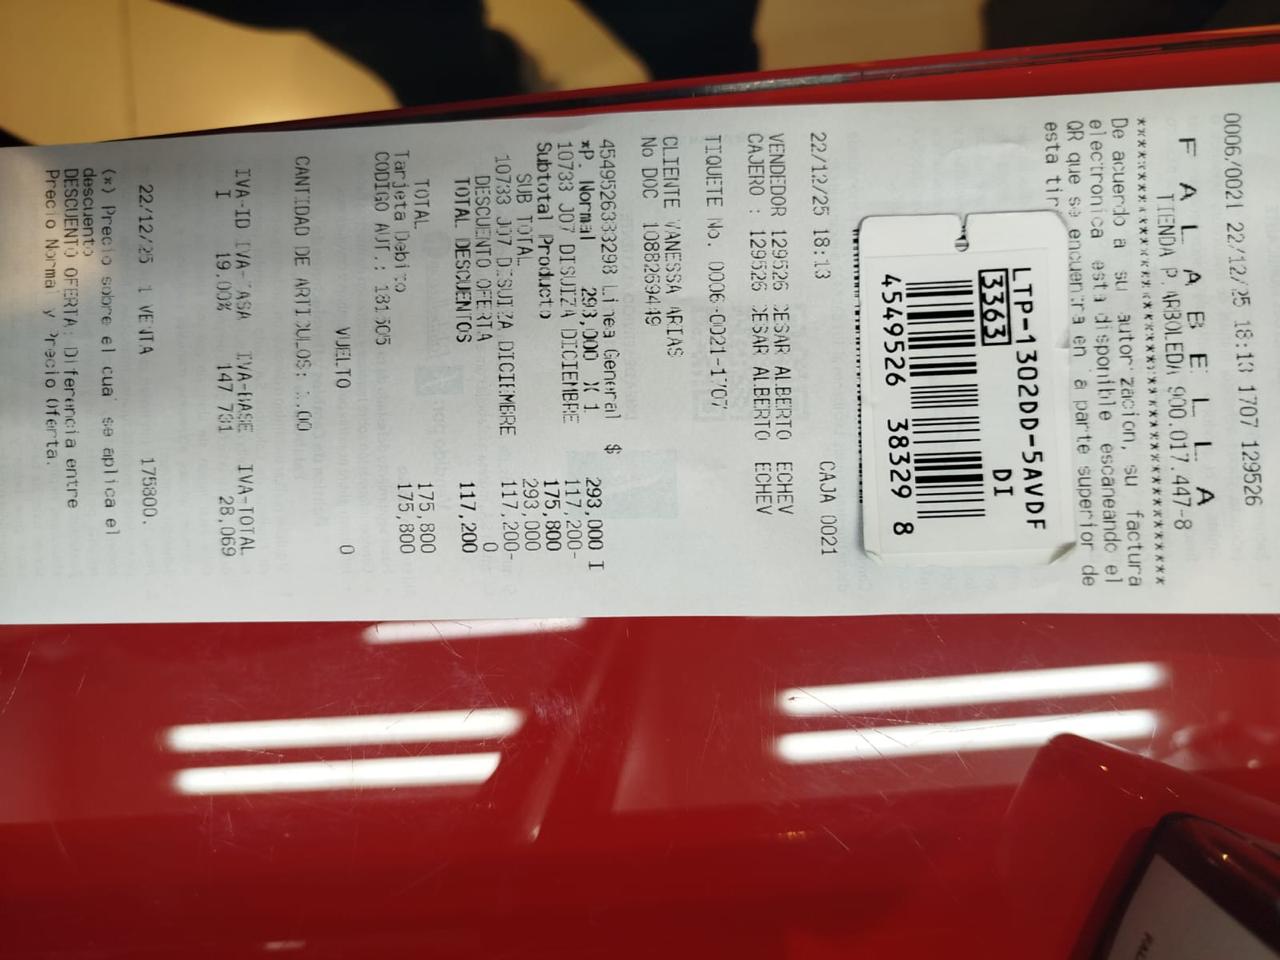 0006/0021 22/12/25 18:13 1707 129526
F A L A B E L L A
TIENDA P. ARBOLEDA 900.017.447-8
De acuerdo a su autorizacion, su factura
electronica esta disponible escaneando el
QR que se encuentra en la parte superior de
esta tir
LTP-1302DD-5AVDF
3363 DI
4549526 38329 8
22/12/25 18:13 CAJA 0021
VENDEDOR 129526 CESAR ALBERTO ECHEV
CAJERO : 129526 CESAR ALBERTO ECHEV
TIQUETE No. 0006-0021-1707
CLIENTE VANESSA ARIAS
No DOC 1088269449
4549526383298 Linea General $ 293,000 I
*P. Normal 293,000 X 1
10733 J07 DISUIZA DICIEMBRE 117,200-
Subtotal Producto 175,800
SUB TOTAL 293,000
10733 J07 DISUIZA DICIEMBRE 117,200-
DESCUENTO OFERTA 0
TOTAL DESCUENTOS 117,200
TOTAL 175,800
Tarjeta Debito 175,800
CODIGO AUT.:
VUELTO 0
CANTIDAD DE ARTICULOS: 1.00
IVA-ID IVA-TASA IVA-BASE IVA-TOTAL
I 19.00% 147 731 28,069
22/12/25 1 VENTA 175800.
(*) Precio sobre el cual se aplica el
descuento
DESCUENTO OFERTA: Diferencia entre
Precio Normal y Precio Oferta.